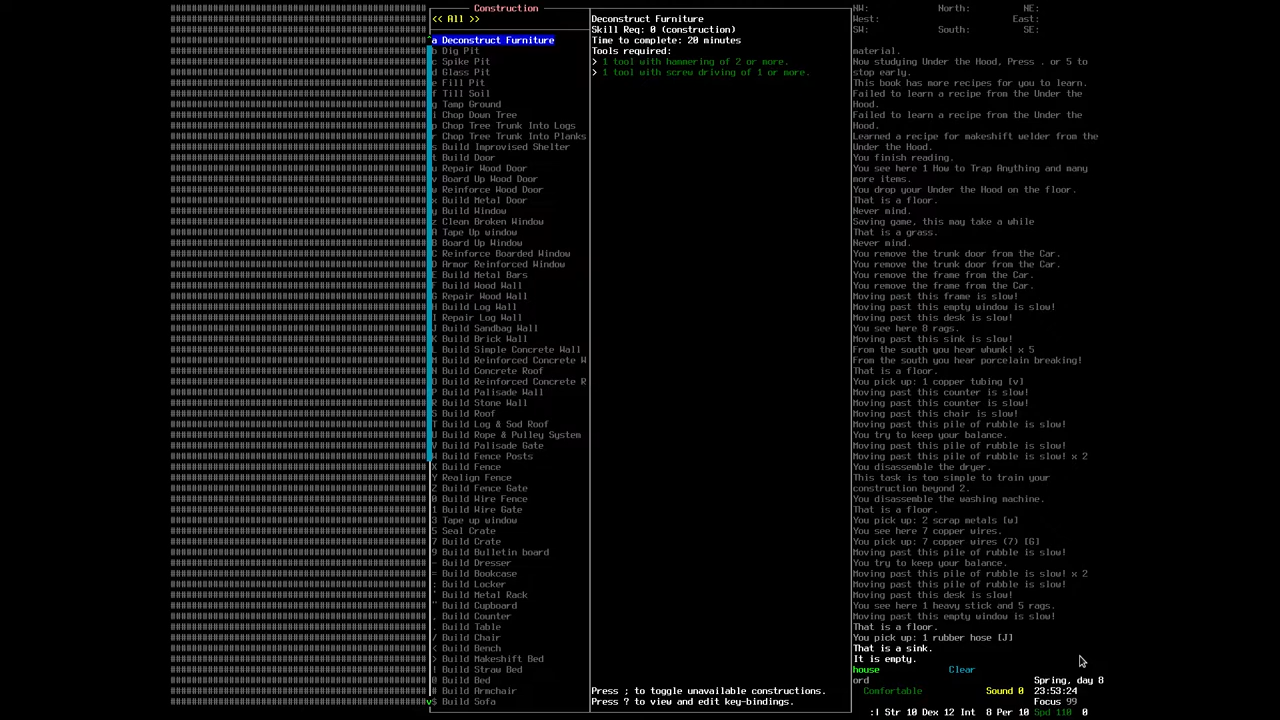 Construction
<< All >>
a Deconstruct Furniture
b Dig Pit
c Spike Pit
d Glass Pit
e Fill Pit
f Till Soil
g Tamp Ground
i Chop Down Tree
p Chop Tree Trunk Into Logs
r Chop Tree Trunk Into Planks
s Build Improvised Shelter
t Build Door
u Repair Wood Door
v Board Up Wood Door
w Reinforce Wood Door
x Build Metal Door
y Build Window
z Clean Broken Window
A Tape Up window
B Board Up Window
C Reinforce Boarded Window
D Armor Reinforced Window
E Build Metal Bars
F Build Wood Wall
G Repair Wood Wall
H Build Log Wall
I Repair Log Wall
J Build Sandbag Wall
K Build Brick Wall
L Build Simple Concrete Wall
M Build Reinforced Concrete W
N Build Concrete Roof
O Build Reinforced Concrete R
P Build Palisade Wall
R Build Stone Wall
S Build Roof
T Build Log & Sod Roof
U Build Rope & Pulley System
V Build Palisade Gate
W Build Fence Posts
X Build Fence
Y Realign Fence
Z Build Fence Gate
0 Build Wire Fence
1 Build Wire Gate
3 Tape up window
5 Seal Crate
7 Build Crate
9 Build Bulletin board
- Build Dresser
= Build Bookcase
: Build Locker
' Build Metal Rack
" Build Cupboard
, Build Counter
. Build Table
/ Build Chair
< Build Bench
> Build Makeshift Bed
| Build Straw Bed
@ Build Bed
# Build Armchair
$ Build Sofa
Deconstruct Furniture
Skill Req: 0 (construction)
Time to complete: 20 minutes
Tools required:
> 1 tool with hammering of 2 or more.
> 1 tool with screw driving of 1 or more.
Press ; to toggle unavailable constructions.
Press ? to view and edit key-bindings.
NW: North: NE:
West: East:
SW: South: SE:
material.
Now studying Under the Hood, Press . or 5 to
stop early.
This book has more recipes for you to learn.
Failed to learn a recipe from the Under the
Hood.
Failed to learn a recipe from the Under the
Hood.
Learned a recipe for makeshift welder from the
Under the Hood.
You finish reading.
You see here 1 How to Trap Anything and many
more items.
You drop your Under the Hood on the floor.
That is a floor.
Never mind.
Saving game, this may take a while
That is a grass.
Never mind.
You remove the trunk door from the Car.
You remove the trunk door from the Car.
You remove the frame from the Car.
You remove the frame from the Car.
Moving past this frame is slow!
Moving past this empty window is slow!
Moving past this desk is slow!
You see here 8 rags.
Moving past this sink is slow!
From the south you hear whunk! x 5
From the south you hear porcelain breaking!
That is a floor.
You pick up: 1 copper tubing [v]
Moving past this counter is slow!
Moving past this counter is slow!
Moving past this chair is slow!
Moving past this pile of rubble is slow!
You try to keep your balance.
Moving past this pile of rubble is slow!
Moving past this pile of rubble is slow! x 2
You disassemble the dryer.
This task is too simple to train your
construction beyond 2.
You disassemble the washing machine.
That is a floor.
You pick up: 2 scrap metals [w]
You see here 7 copper wires.
You pick up: 7 copper wires (7) [G]
Moving past this pile of rubble is slow!
You try to keep your balance.
Moving past this pile of rubble is slow! x 2
Moving past this pile of rubble is slow!
Moving past this desk is slow!
You see here 1 heavy stick and 5 rags.
Moving past this empty window is slow!
That is a floor.
You pick up: 1 rubber hose [J]
That is a sink.
It is empty.
house Clear
ord Spring, day 8
Comfortable Sound 0 23:53:24
Focus 99
:| Str 10 Dex 12 Int 8 Per 10 Spd 110 0